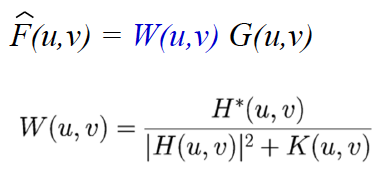 F̂(u,v) = W(u,v) G(u,v)
W(u, v) = H*(u, v) / |H(u, v)|² + K(u, v)